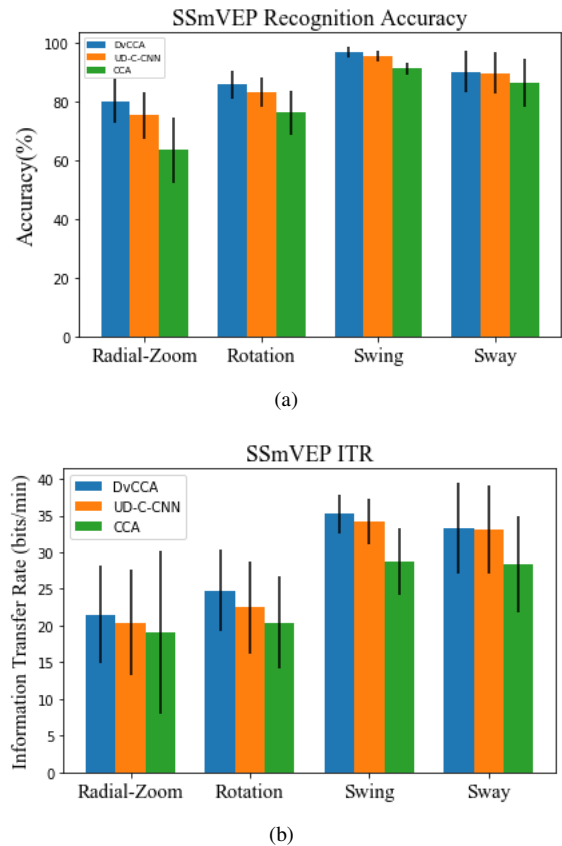 SSmVEP Recognition Accuracy
100
80
60
40
20
0
Accuracy(%)
DvCCA
UD-C-CNN
CCA
Radial-Zoom Rotation Swing Sway
(a)
SSmVEP ITR
40
35
30
25
20
15
10
5
0
Information Transfer Rate (bits/min)
DvCCA
UD-C-CNN
CCA
Radial-Zoom Rotation Swing Sway
(b)